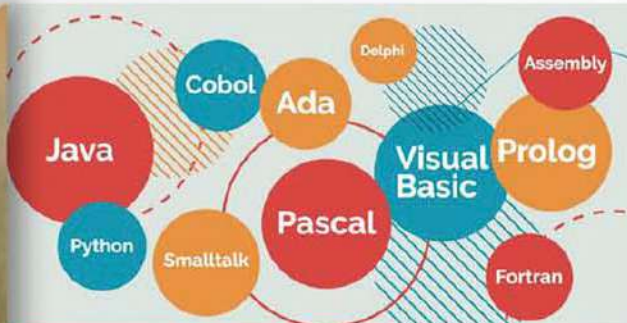 Delphi
Assembly
Cobol
Ada
Java
Visual
Basic
Prolog
Pascal
Python
Smalltalk
Fortran